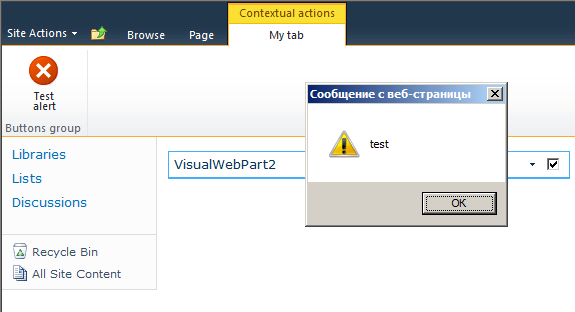 Contextual actions
Site Actions
Browse
Page
My tab
Test
alert
Buttons group
Сообщение с веб-страницы
test
OK
Libraries
Lists
Discussions
VisualWebPart2
Recycle Bin
All Site Content